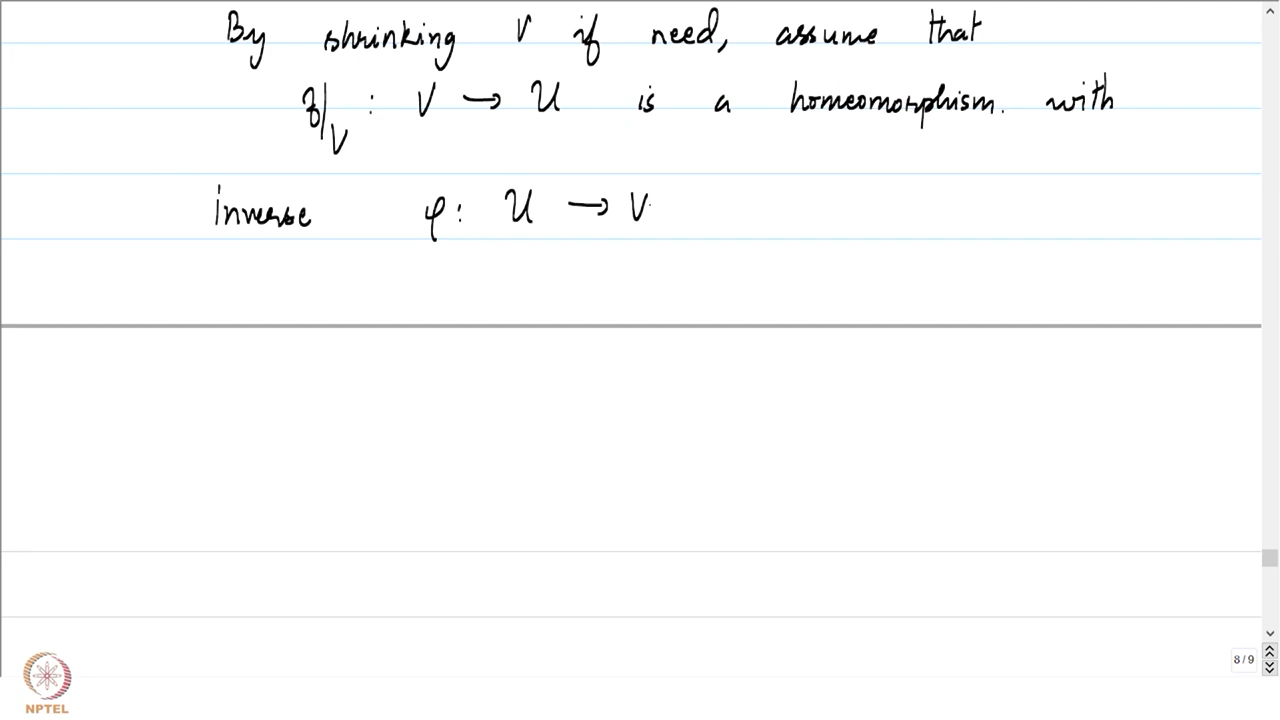 By shrinking V if need, assume that
q/V : V → U is a homeomorphism. with
inverse φ: U → V
8/9
NPTEL